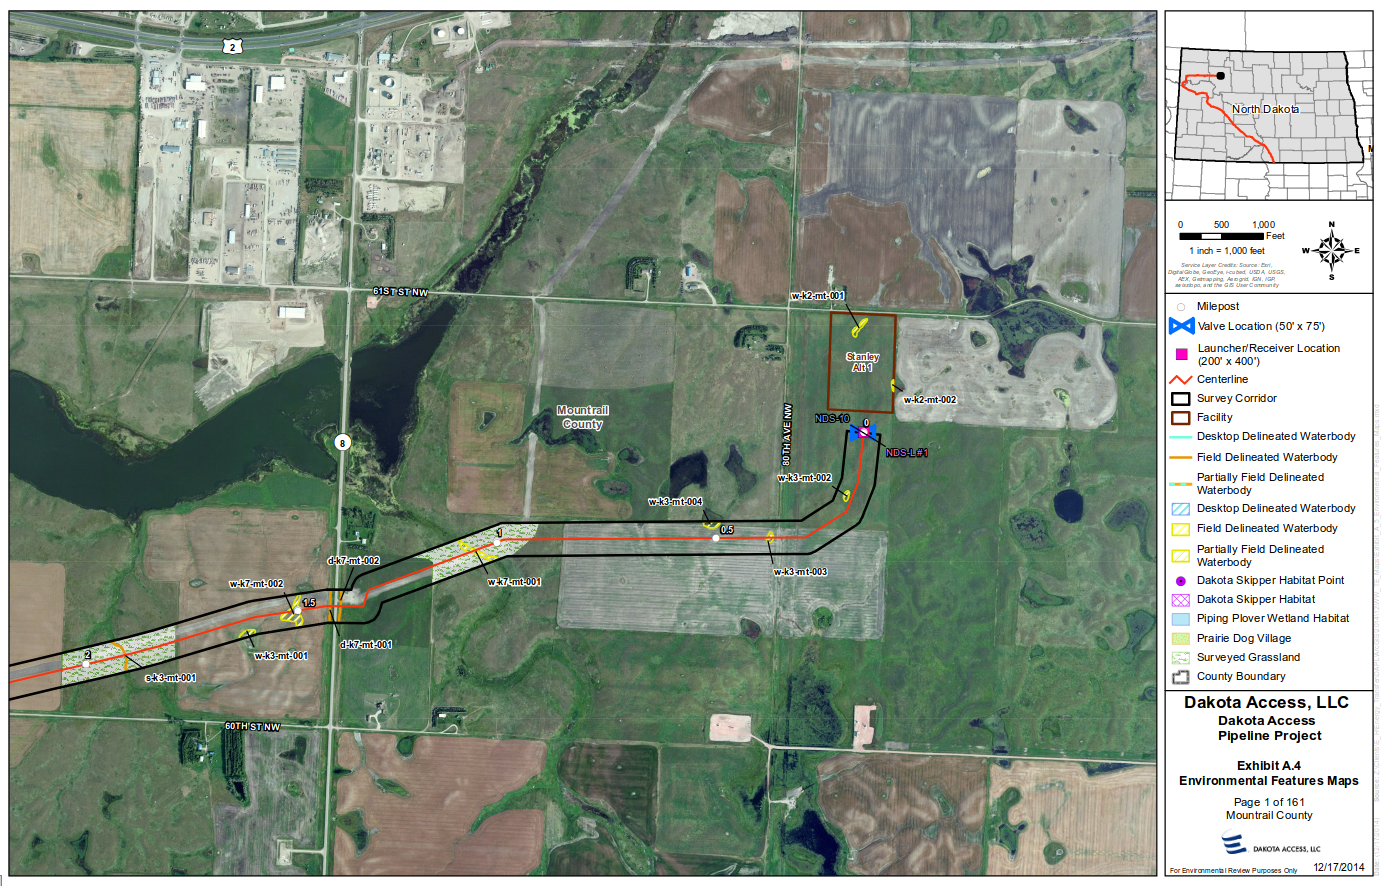 2
61ST ST NW
w-k2-mt-001
Stanley
Alt 1
w-k2-mt-002
Mountrail
County
80TH AVE NW
NDS-10
0
NDS-L#1
8
w-k3-mt-002
w-k3-mt-004
0.5
1
w-k3-mt-003
d-k7-mt-002
w-k7-mt-001
w-k7-mt-002
1.5
d-k7-mt-001
w-k3-mt-001
2
s-k3-mt-001
60TH ST NW
North Dakota
M
0 500 1,000
Feet
1 inch = 1,000 feet
N
W E
S
Service Layer Credits: Source: Esri,
DigitalGlobe, GeoEye, i-cubed, USDA, USGS,
AEX, Getmapping, Aerogrid, IGN, IGP,
swisstopo, and the GIS User Community
Milepost
Valve Location (50' x 75')
Launcher/Receiver Location
(200' x 400')
Centerline
Survey Corridor
Facility
Desktop Delineated Waterbody
Field Delineated Waterbody
Partially Field Delineated
Waterbody
Desktop Delineated Waterbody
Field Delineated Waterbody
Partially Field Delineated
Waterbody
Dakota Skipper Habitat Point
Dakota Skipper Habitat
Piping Plover Wetland Habitat
Prairie Dog Village
Surveyed Grassland
County Boundary
Dakota Access, LLC
Dakota Access
Pipeline Project
Exhibit A.4
Environmental Features Maps
Page 1 of 161
Mountrail County
DAKOTA ACCESS, LLC
For Environmental Review Purposes Only
12/17/2014